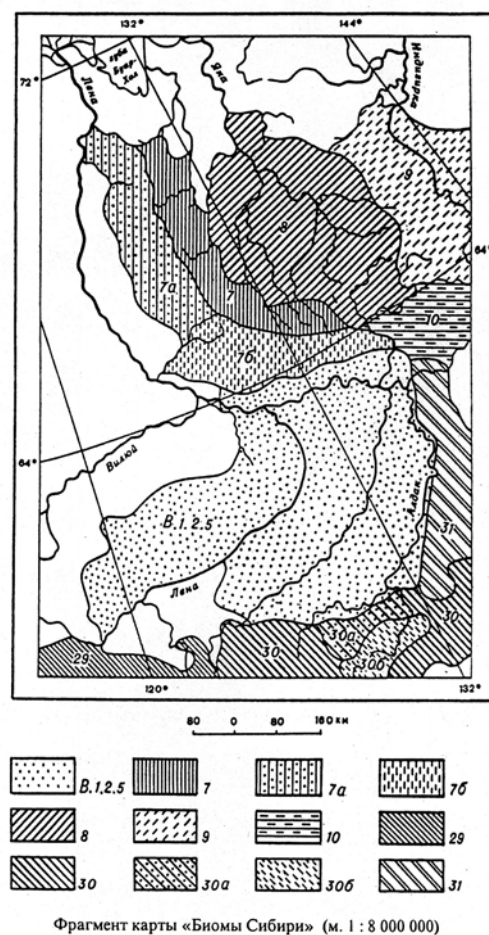 132°
144°
72°
губа
Буор-
Хая
Лена
Яна
Индигирка
9
8
64°
7а
7
10
7б
64°
Вилюй
В.1,2.5
Алдан
31
Лена
30
30а
30
29
30б
120°
132°
80 0 80 160 км
В.1,2,5 7 7а 7б
8 9 10 29
30 30а 30б 31
Фрагмент карты «Биомы Сибири» (м. 1 : 8 000 000)